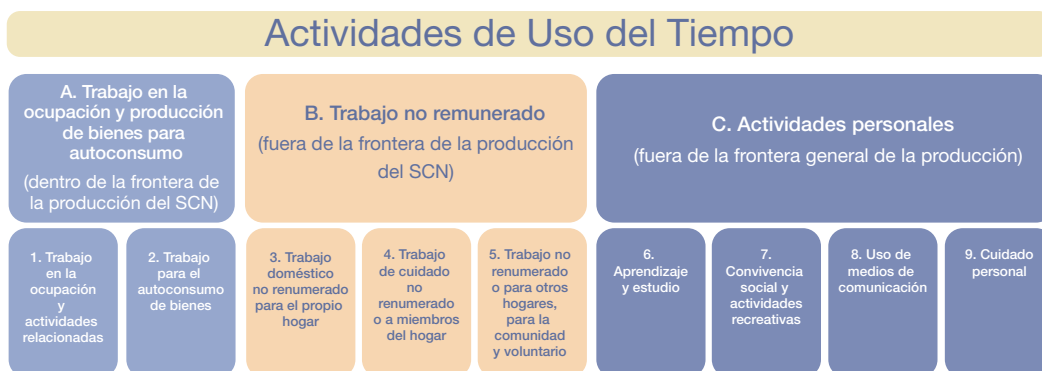 Actividades de Uso del Tiempo
A. Trabajo en la
ocupación y producción
de bienes para
autoconsumo
(dentro de la frontera de
la producción del SCN)
B. Trabajo no remunerado
(fuera de la frontera de la producción
del SCN)
C. Actividades personales
(fuera de la frontera general de la producción)
1. Trabajo
en la
ocupación
y
actividades
relacionadas
2. Trabajo
para el
autoconsumo
de bienes
3. Trabajo
doméstico
no renumerado
para el propio
hogar
4. Trabajo
de cuidado
no
renumerado
o a miembros
del hogar
5. Trabajo no
renumerado
o para otros
hogares,
para la
comunidad
y voluntario
6.
Aprendizaje
y estudio
7.
Convivencia
social y
actividades
recreativas
8. Uso de
medios de
comunicación
9. Cuidado
personal